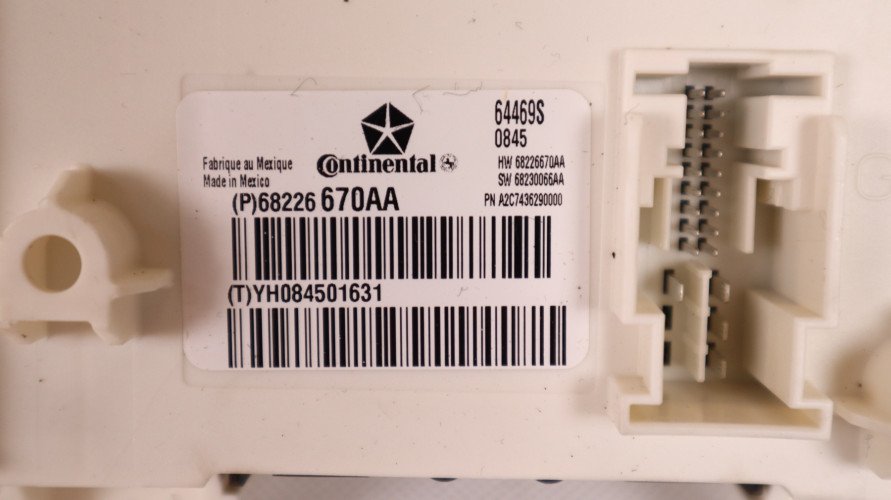 64469S
0845
Fabrique au Mexique
Made in Mexico
Continental
HW 68226670AA
SW 68230066AA
(P)68226 670AA
PN A2C7436290000
(T)YH084501631